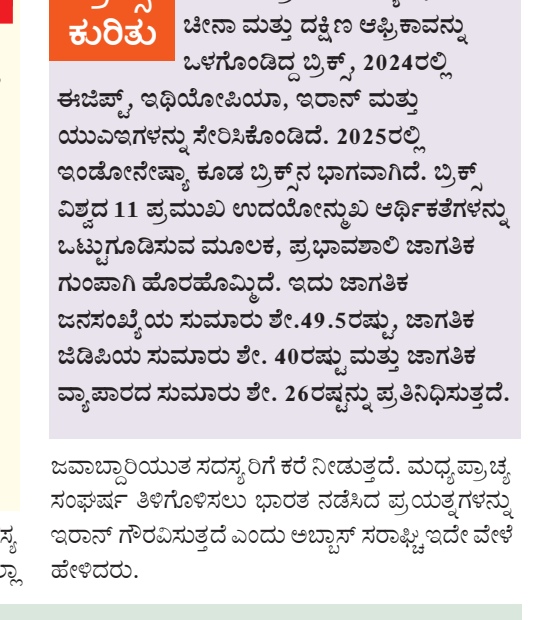 ಕುರಿತು
ಚೀನಾ ಮತ್ತು ದಕ್ಷಿಣ ಆಫ್ರಿಕಾವನ್ನು
ಒಳಗೊಂಡಿದ್ದ ಬ್ರಿಕ್ಸ್, 2024ರಲ್ಲಿ
ಈಜಿಪ್ಟ್, ಇಥಿಯೋಪಿಯಾ, ಇರಾನ್ ಮತ್ತು
ಯುಎಇಗಳನ್ನು ಸೇರಿಸಿಕೊಂಡಿದೆ. 2025ರಲ್ಲಿ
ಇಂಡೋನೇಷ್ಯಾ ಕೂಡ ಬ್ರಿಕ್ಸ್‌ನ ಭಾಗವಾಗಿದೆ. ಬ್ರಿಕ್ಸ್
ವಿಶ್ವದ 11 ಪ್ರಮುಖ ಉದಯೋನ್ಮುಖ ಆರ್ಥಿಕತೆಗಳನ್ನು
ಒಟ್ಟುಗೂಡಿಸುವ ಮೂಲಕ, ಪ್ರಭಾವಶಾಲಿ ಜಾಗತಿಕ
ಗುಂಪಾಗಿ ಹೊರಹೊಮ್ಮಿದೆ. ಇದು ಜಾಗತಿಕ
ಜನಸಂಖ್ಯೆಯ ಸುಮಾರು ಶೇ.49.5ರಷ್ಟು, ಜಾಗತಿಕ
ಜಿಡಿಪಿಯ ಸುಮಾರು ಶೇ. 40ರಷ್ಟು ಮತ್ತು ಜಾಗತಿಕ
ವ್ಯಾಪಾರದ ಸುಮಾರು ಶೇ. 26ರಷ್ಟನ್ನು ಪ್ರತಿನಿಧಿಸುತ್ತದೆ.
ಜವಾಬ್ದಾರಿಯುತ ಸದಸ್ಯರಿಗೆ ಕರೆ ನೀಡುತ್ತದೆ. ಮಧ್ಯಪ್ರಾಚ್ಯ
ಸಂಘರ್ಷ ತಿಳಿಗೊಳಿಸಲು ಭಾರತ ನಡೆಸಿದ ಪ್ರಯತ್ನಗಳನ್ನು
ಇರಾನ್ ಗೌರವಿಸುತ್ತದೆ ಎಂದು ಅಬ್ಬಾಸ್ ಸರಾಘ್ಚಿ ಇದೇ ವೇಳೆ
ಹೇಳಿದರು.